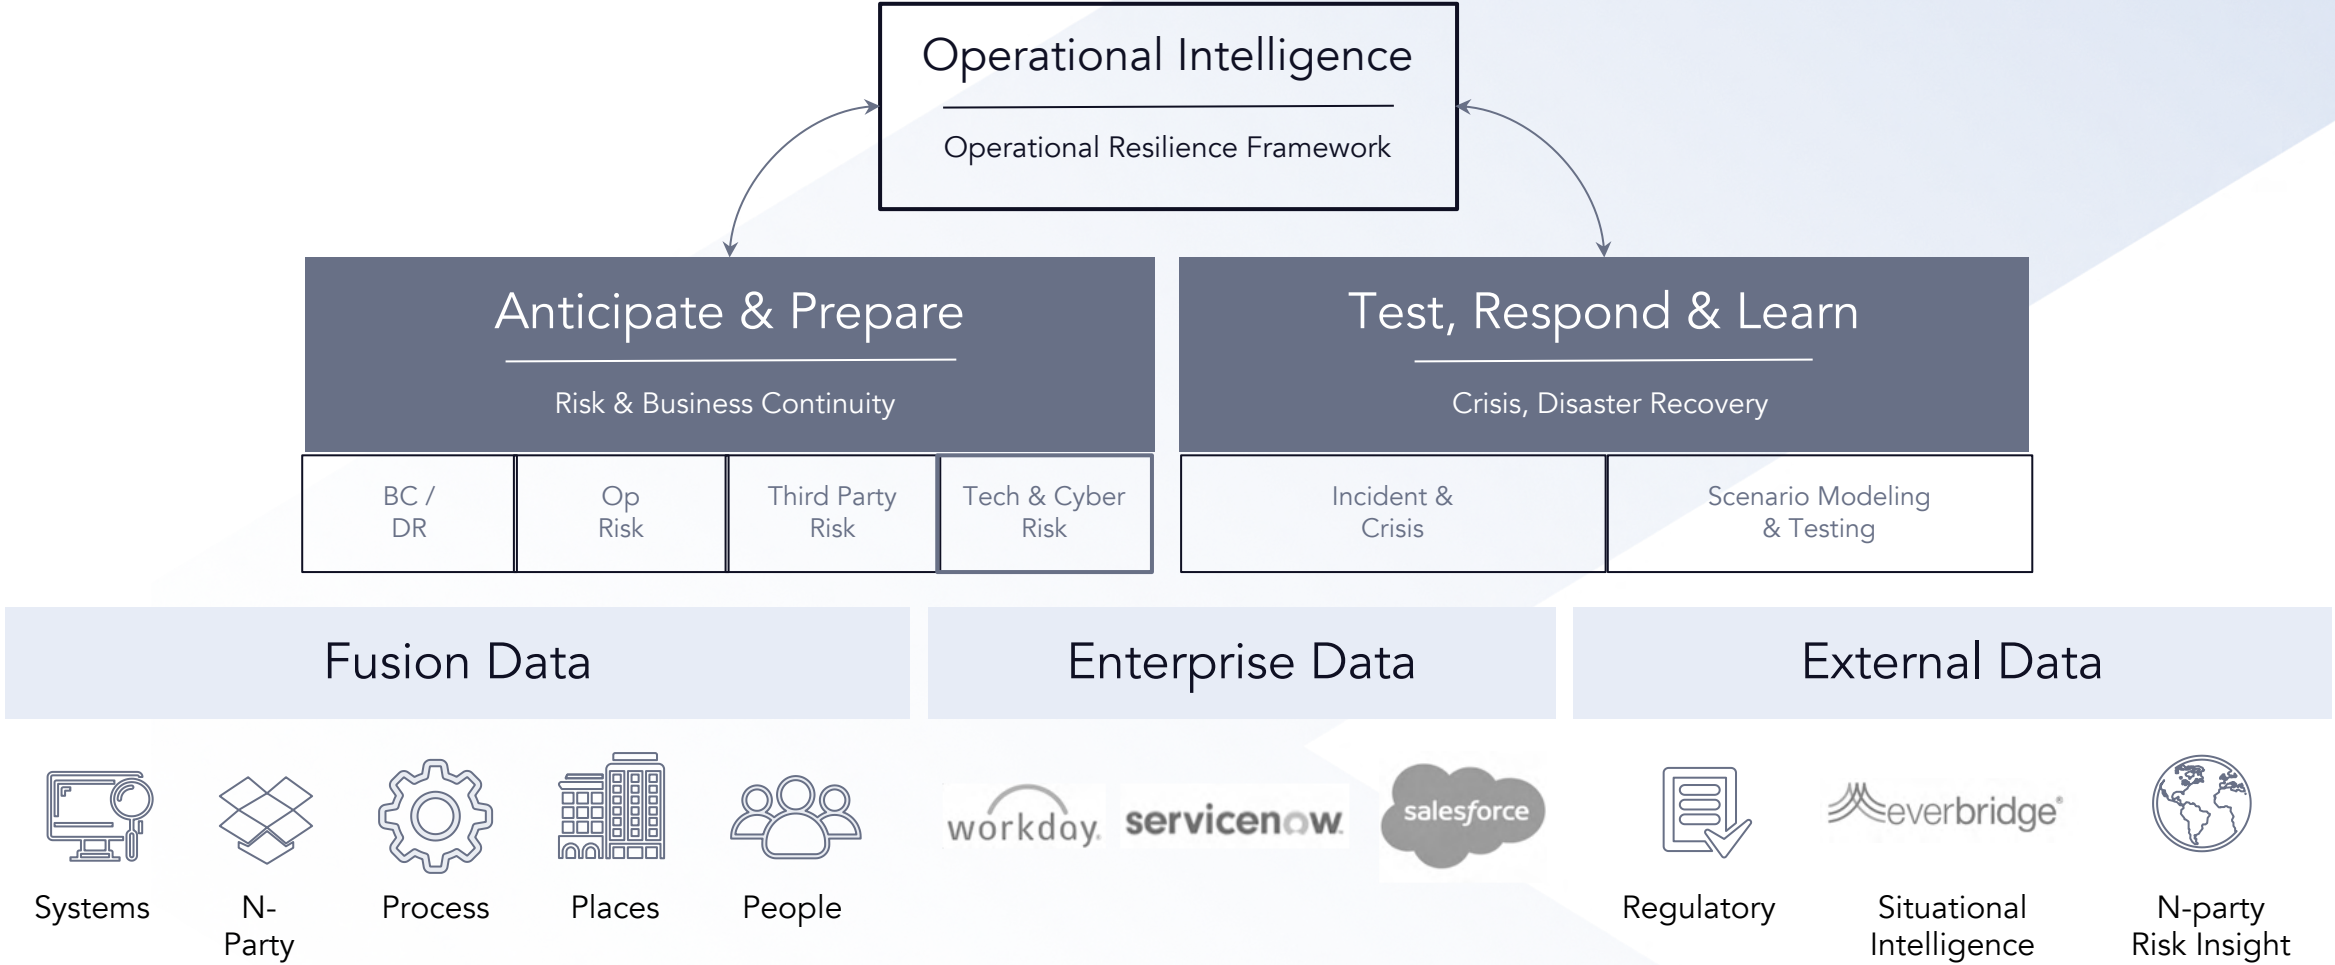 Operational Intelligence
Operational Resilience Framework
Anticipate & Prepare
Risk & Business Continuity
Test, Respond & Learn
Crisis, Disaster Recovery
BC /
DR
Op
Risk
Third Party
Risk
Tech & Cyber
Risk
Incident &
Crisis
Scenario Modeling
& Testing
Fusion Data
Enterprise Data
External Data
workday.
servicenow.
salesforce
everbridge®
Systems
N-
Party
Process
Places
People
Regulatory
Situational
Intelligence
N-party
Risk Insight